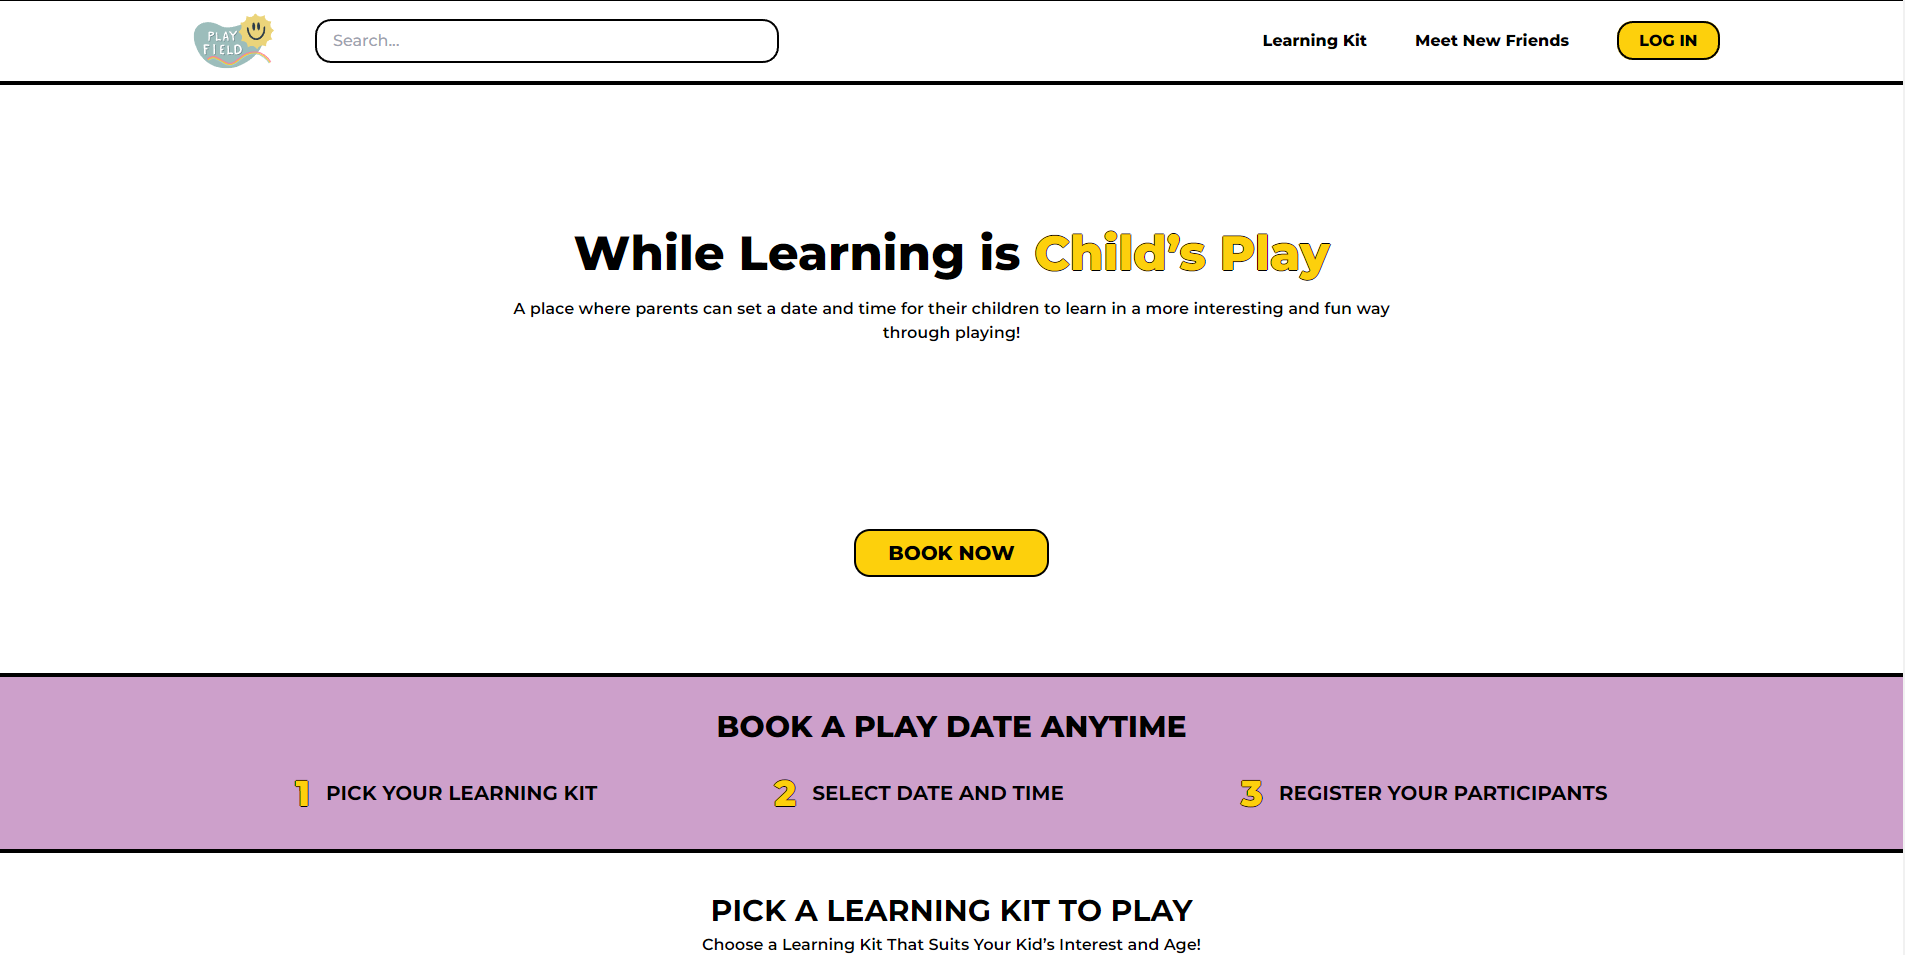 PLAY
FIELD
Search...
Learning Kit
Meet New Friends
LOG IN
While Learning is Child’s Play
A place where parents can set a date and time for their children to learn in a more interesting and fun way
through playing!
BOOK NOW
BOOK A PLAY DATE ANYTIME
1 PICK YOUR LEARNING KIT
2 SELECT DATE AND TIME
3 REGISTER YOUR PARTICIPANTS
PICK A LEARNING KIT TO PLAY
Choose a Learning Kit That Suits Your Kid’s Interest and Age!